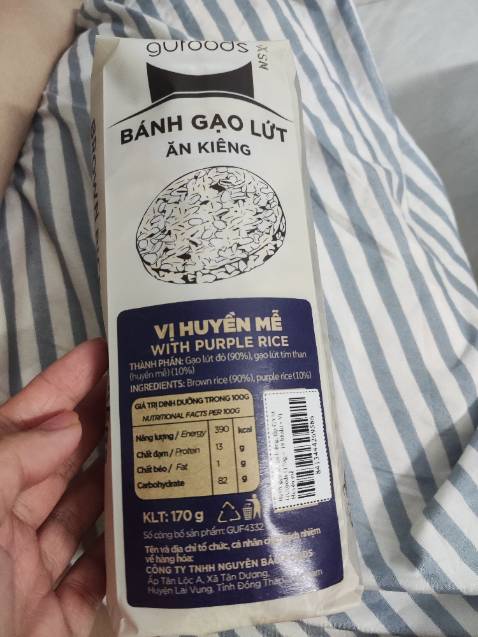 gufoods
XSN
BÁNH GẠO LỨT
ĂN KIÊNG
VỊ HUYỀN MỄ
WITH PURPLE RICE
THÀNH PHẦN: Gạo lứt đỏ (90%), gạo lứt tím than
(huyền mễ) (10%)
INGREDIENTS: Brown rice (90%), purple rice (10%)
GIÁ TRỊ DINH DƯỠNG TRONG 100G
NUTRITIONAL FACTS PER 100G
Năng lượng / Energy 390 kcal
Chất đạm / Protein 13 g
Chất béo / Fat 1 g
Carbohydrate 82 g
KLT: 170 g
Số công bố sản phẩm: GUF4332
Tên và địa chỉ tổ chức, cá nhân chịu trách nhiệm
về hàng hóa:
CÔNG TY TNHH NGUYÊN BẢO
Ấp Tân Lộc A, Xã Tân Dương,
Huyện Lai Vung, Tỉnh Đồng Tháp